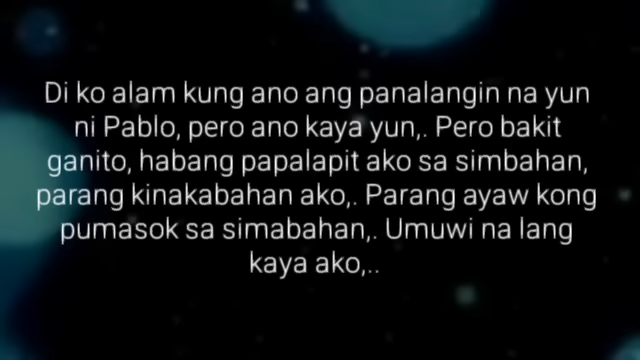 Di ko alam kung ano ang panalangin na yun
ni Pablo, pero ano kaya yun,. Pero bakit
ganito, habang papalapit ako sa simbahan,
parang kinakabahan ako,. Parang ayaw kong
pumasok sa simabahan,. Umuwi na lang
kaya ako,..